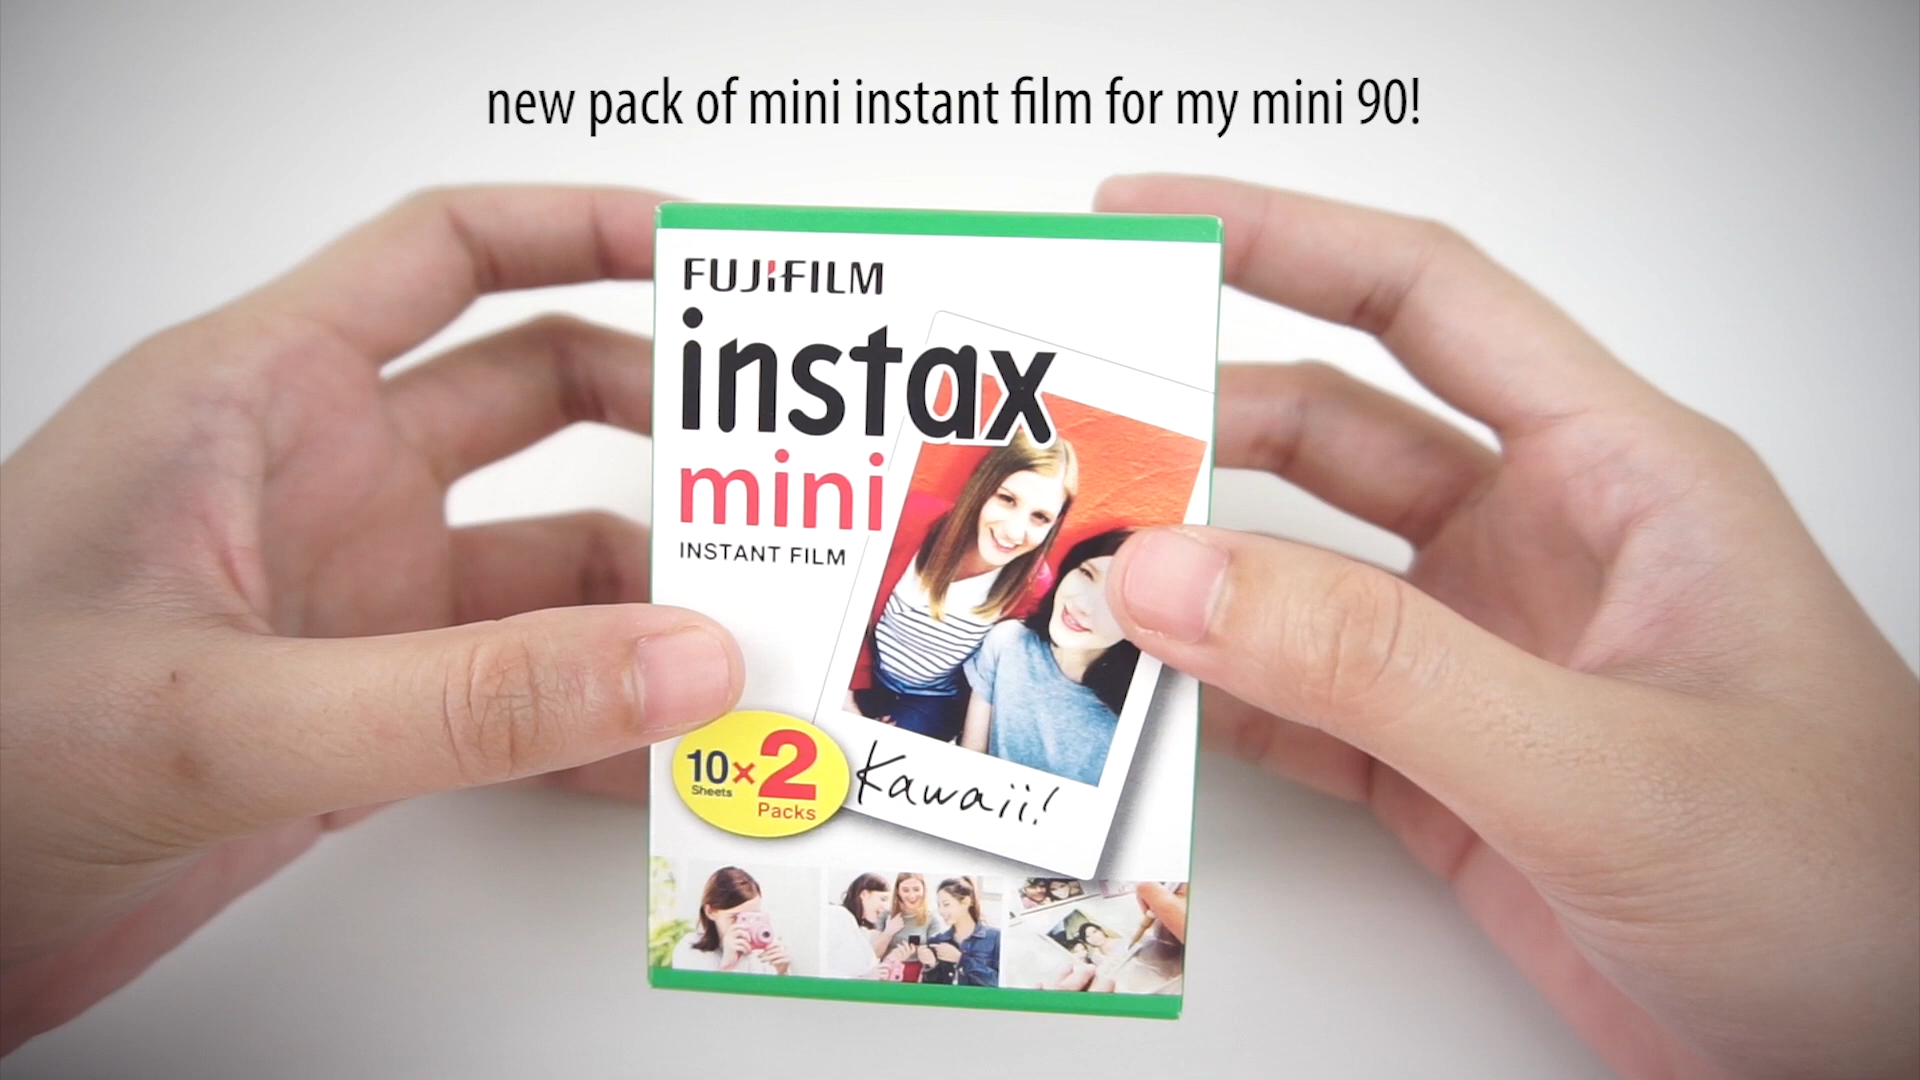 new pack of mini instant film for my mini 90!
FUJIFILM
instax
mini
INSTANT FILM
10 Sheets × 2 Packs
Kawaii!